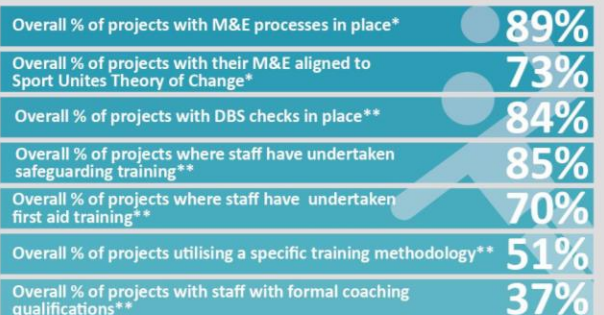 Overall % of projects with M&E processes in place* 89%
Overall % of projects with their M&E aligned to
Sport Unites Theory of Change* 73%
Overall % of projects with DBS checks in place** 84%
Overall % of projects where staff have undertaken
safeguarding training** 85%
Overall % of projects where staff have undertaken
first aid training** 70%
Overall % of projects utilising a specific training methodology** 51%
Overall % of projects with staff with formal coaching
qualifications** 37%